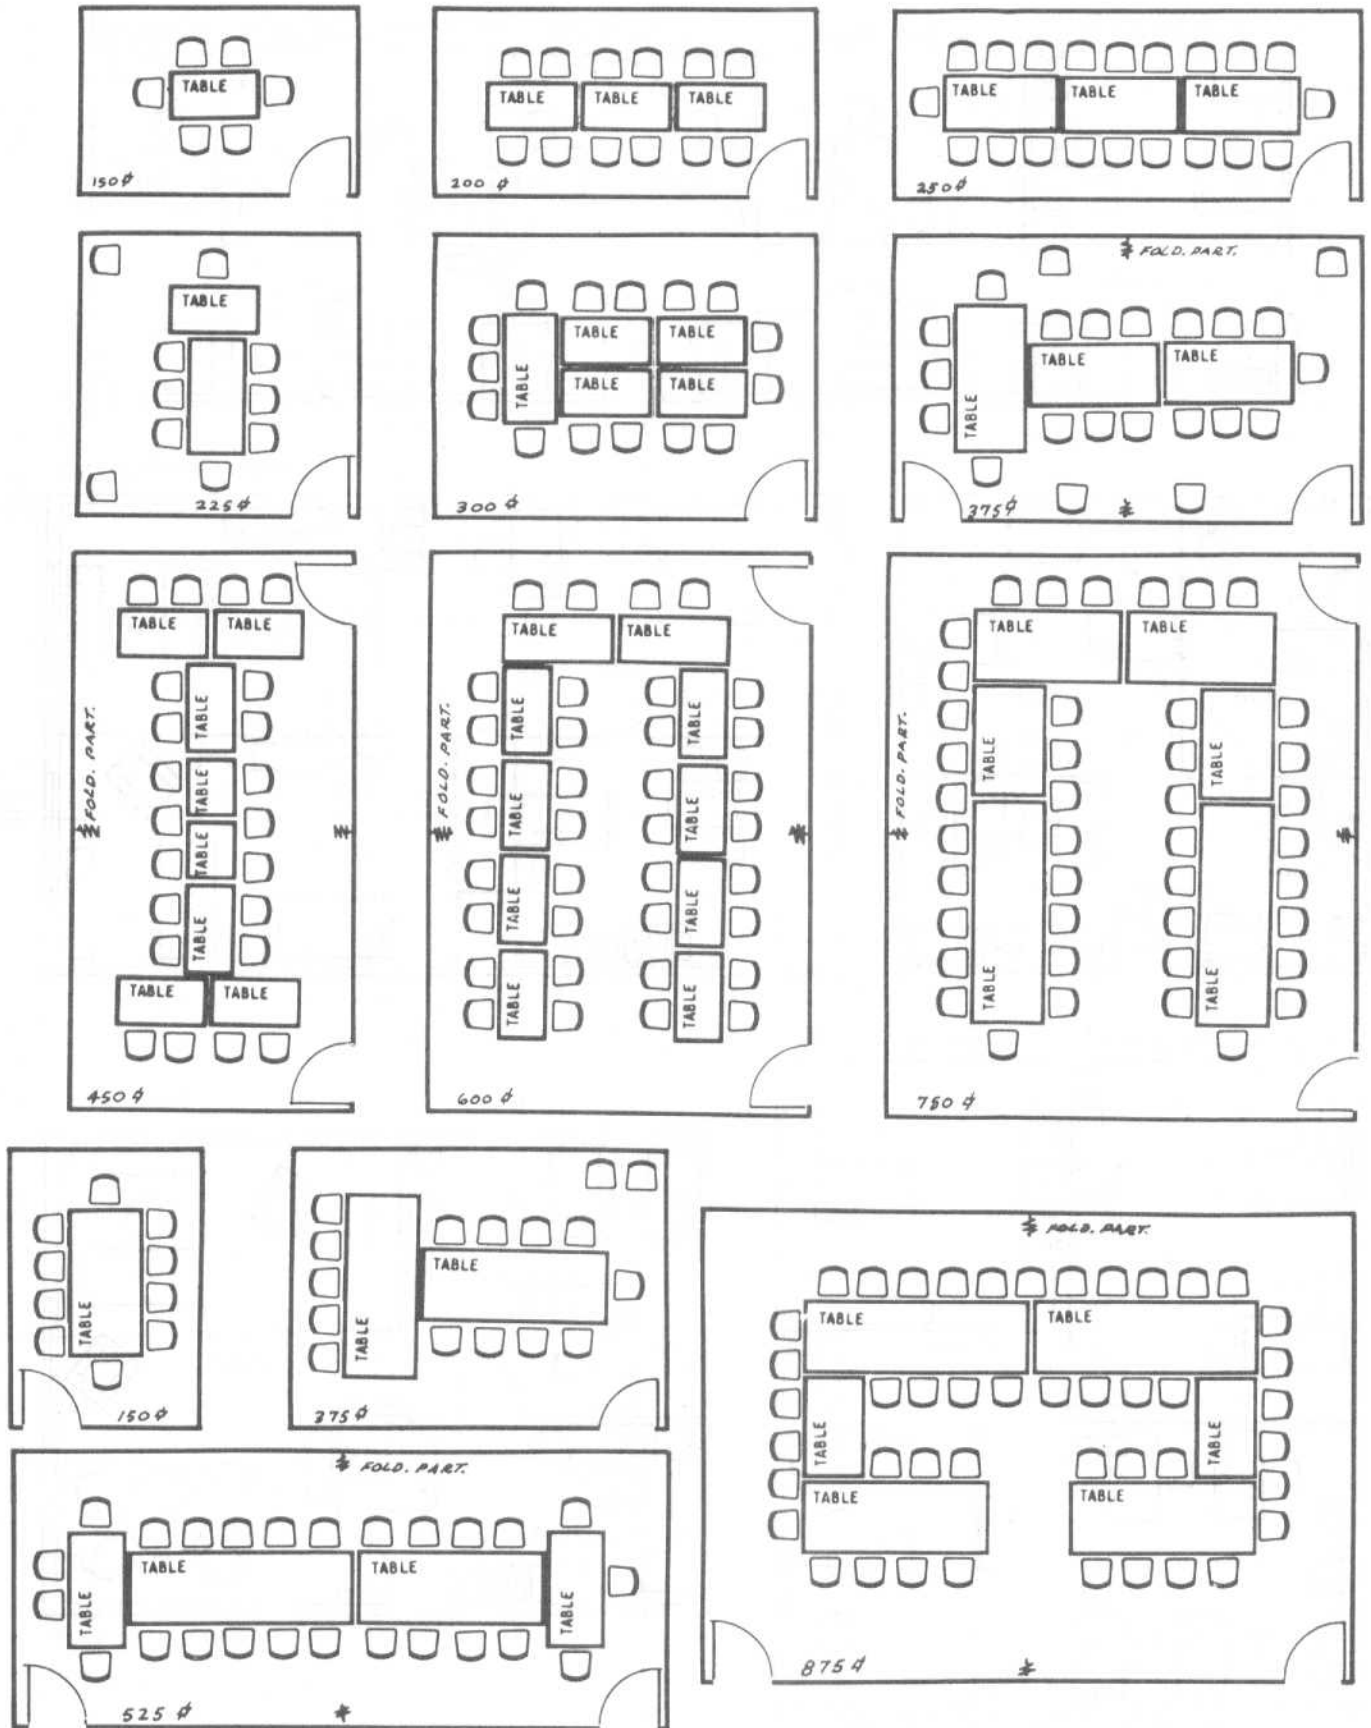 TABLE
150 ⌀
TABLE TABLE TABLE
200 ⌀
TABLE TABLE TABLE
250 ⌀
TABLE
225 ⌀
TABLE TABLE
TABLE TABLE
TABLE
300 ⌀
FOLD. PART.
TABLE TABLE
TABLE
375 ⌀
TABLE TABLE
TABLE
FOLD. PART.
TABLE
TABLE
TABLE
TABLE TABLE
450 ⌀
TABLE TABLE
TABLE TABLE
FOLD. PART.
TABLE TABLE
TABLE TABLE
TABLE TABLE
600 ⌀
TABLE TABLE
FOLD. PART.
TABLE TABLE
TABLE TABLE
750 ⌀
TABLE
150 ⌀
TABLE
TABLE
375 ⌀
FOLD. PART.
TABLE TABLE
TABLE TABLE
TABLE TABLE
875 ⌀
FOLD. PART.
TABLE TABLE
TABLE TABLE
525 ⌀